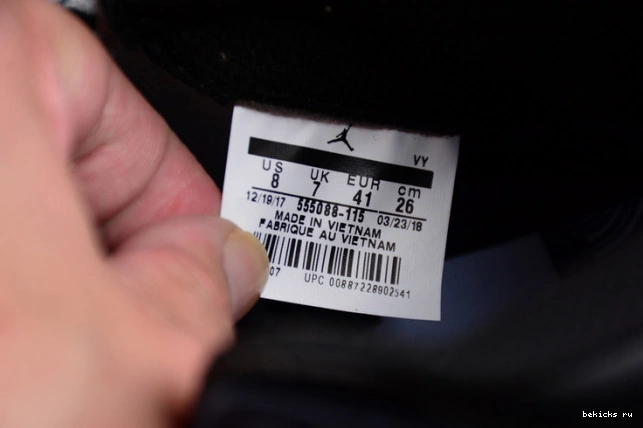 VY
US UK EUR cm
8 7 41 26
12/19/17 555088-115 03/23/18
MADE IN VIETNAM
FABRIQUE AU VIETNAM
07 UPC 00887228902541
bekicks ru